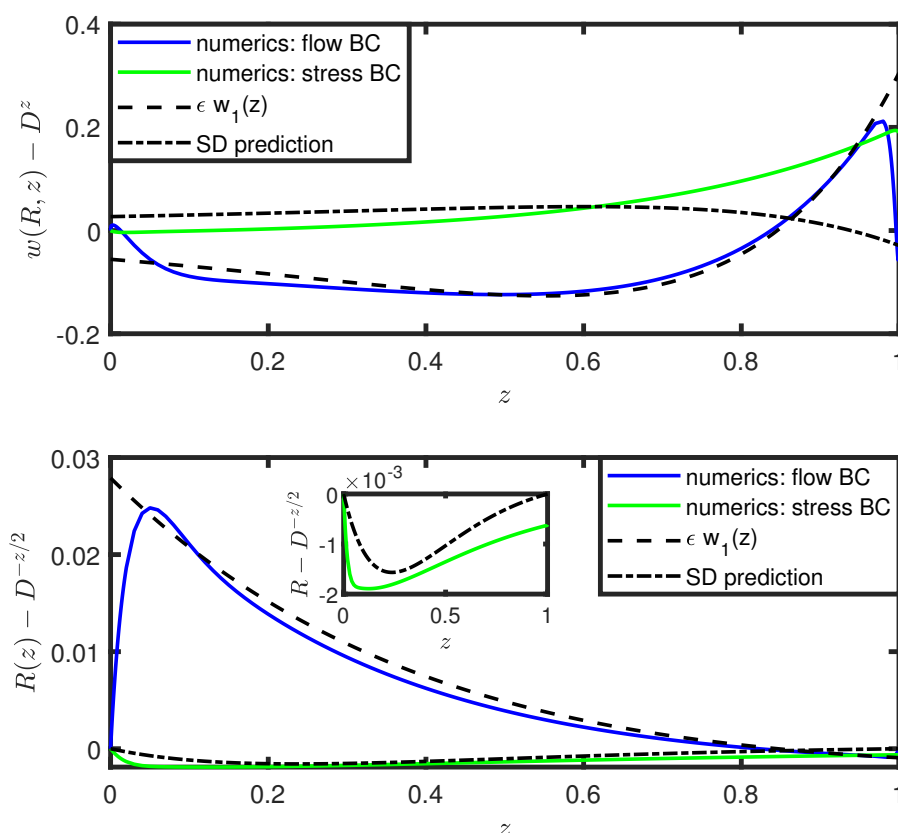 0.4
0.2
0
-0.2
w(R, z) − D^z
numerics: flow BC
numerics: stress BC
ϵ w_1(z)
SD prediction
0 0.2 0.4 0.6 0.8 1
z
0.03
0.02
0.01
0
R(z) − D^{-z/2}
×10^{-3}
0
-1
-2
R − D^{-z/2}
0 0.5 1
z
numerics: flow BC
numerics: stress BC
ϵ w_1(z)
SD prediction
0 0.2 0.4 0.6 0.8 1
z